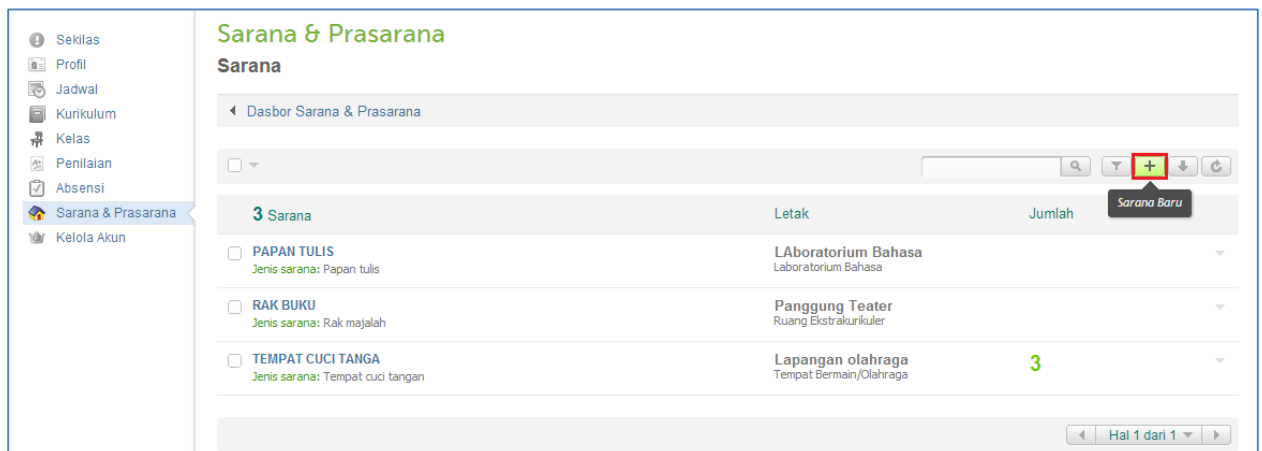 Sekilas
Profil
Jadwal
Kurikulum
Kelas
Penilaian
Absensi
Sarana & Prasarana
Kelola Akun
Sarana & Prasarana
Sarana
Dasbor Sarana & Prasarana
Sarana Baru
3 Sarana Letak Jumlah
PAPAN TULIS LAboratorium Bahasa
Jenis sarana: Papan tulis Laboratorium Bahasa
RAK BUKU Panggung Teater
Jenis sarana: Rak majalah Ruang Ekstrakurikuler
TEMPAT CUCI TANGA Lapangan olahraga 3
Jenis sarana: Tempat cuci tangan Tempat Bermain/Olahraga
Hal 1 dari 1